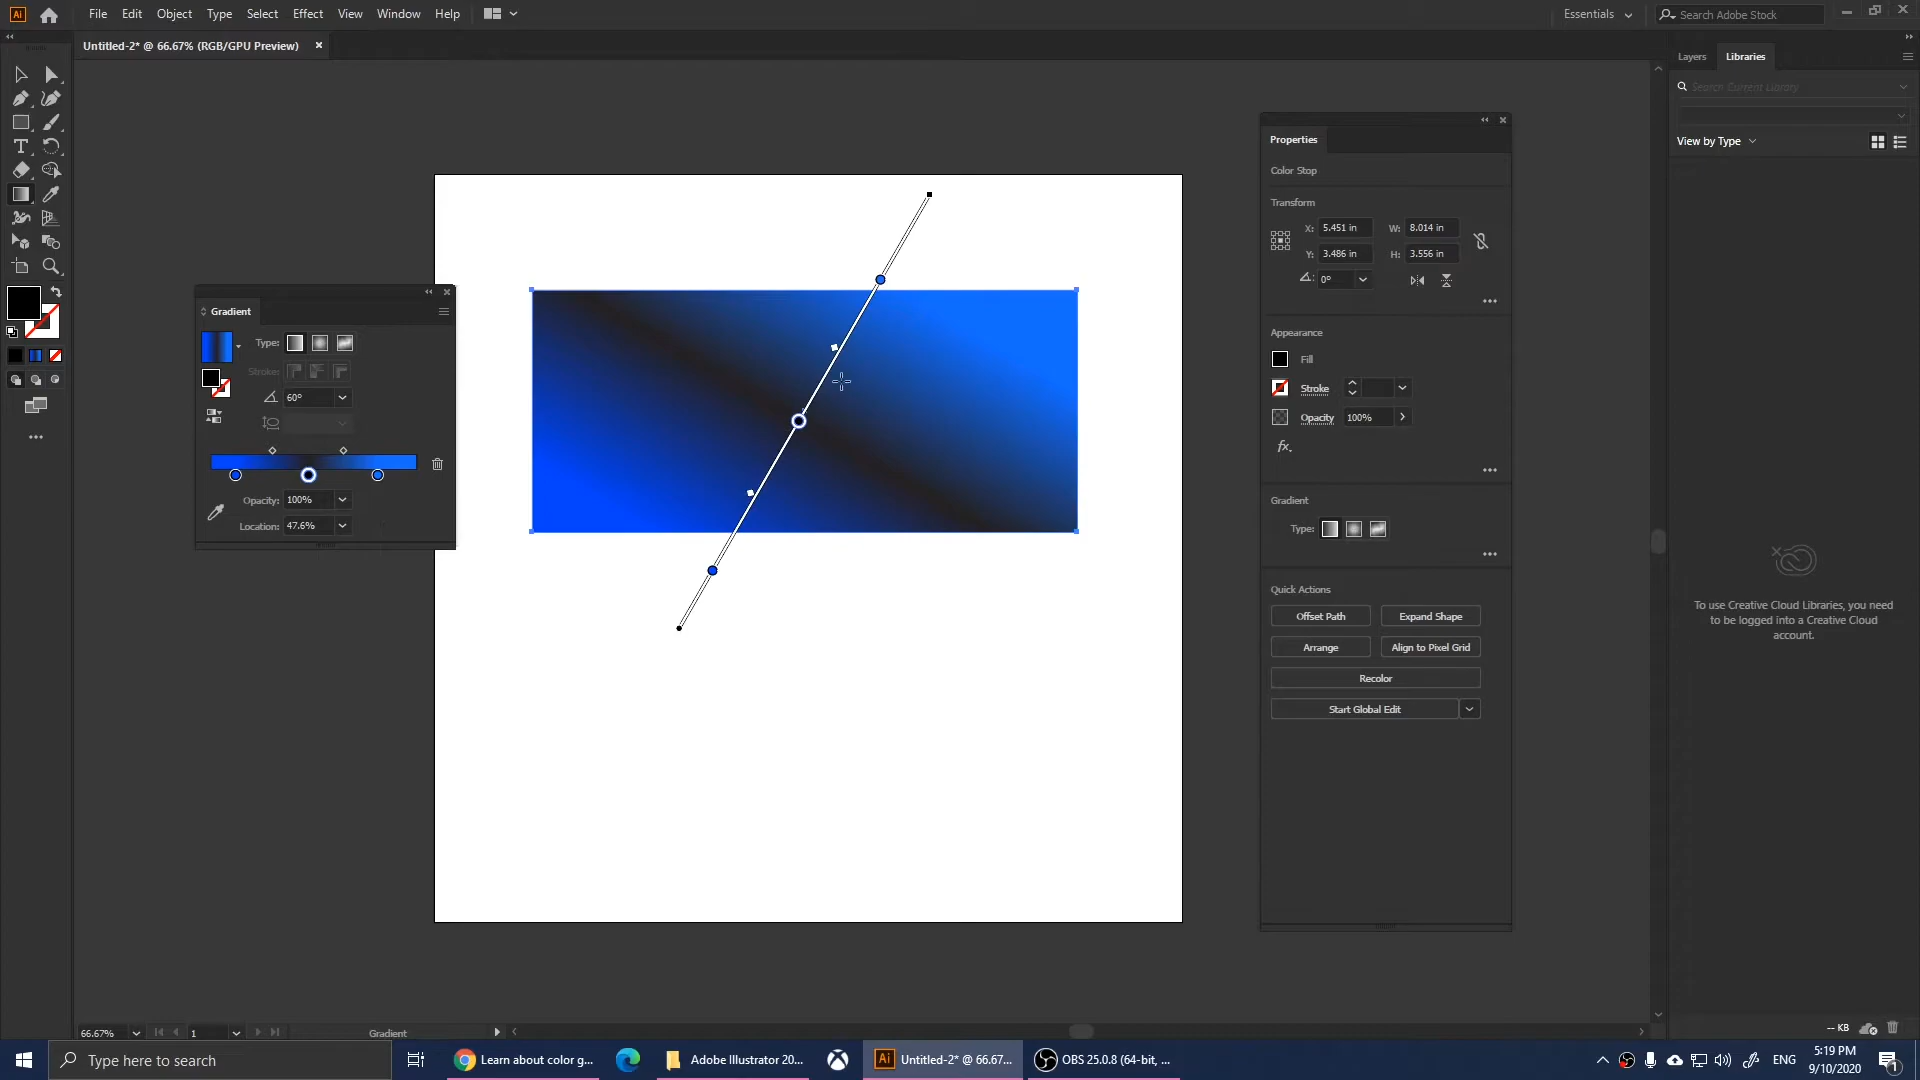 Ai File Edit Object Type Select Effect View Window Help Essentials Search Adobe Stock
Untitled-2* @ 66.67% (RGB/GPU Preview) ×
Layers Libraries
Search Current Library
View by Type
Properties
Color Stop
Transform
X: 5.451 in W: 8.014 in
Y: 3.486 in H: 3.556 in
0°
Appearance
Fill
Stroke
Opacity 100%
fx.
Gradient
Type:
Quick Actions
Offset Path Expand Shape
Arrange Align to Pixel Grid
Recolor
Start Global Edit
Gradient
Type:
Stroke:
60°
Opacity: 100%
Location: 47.6%
To use Creative Cloud Libraries, you need
to be logged into a Creative Cloud
account.
-- KB
66.67% 1 Gradient
Type here to search Learn about color g... Adobe Illustrator 20... Ai Untitled-2* @ 66.67... OBS 25.0.8 (64-bit, ... ENG
5:19 PM
9/10/2020
1